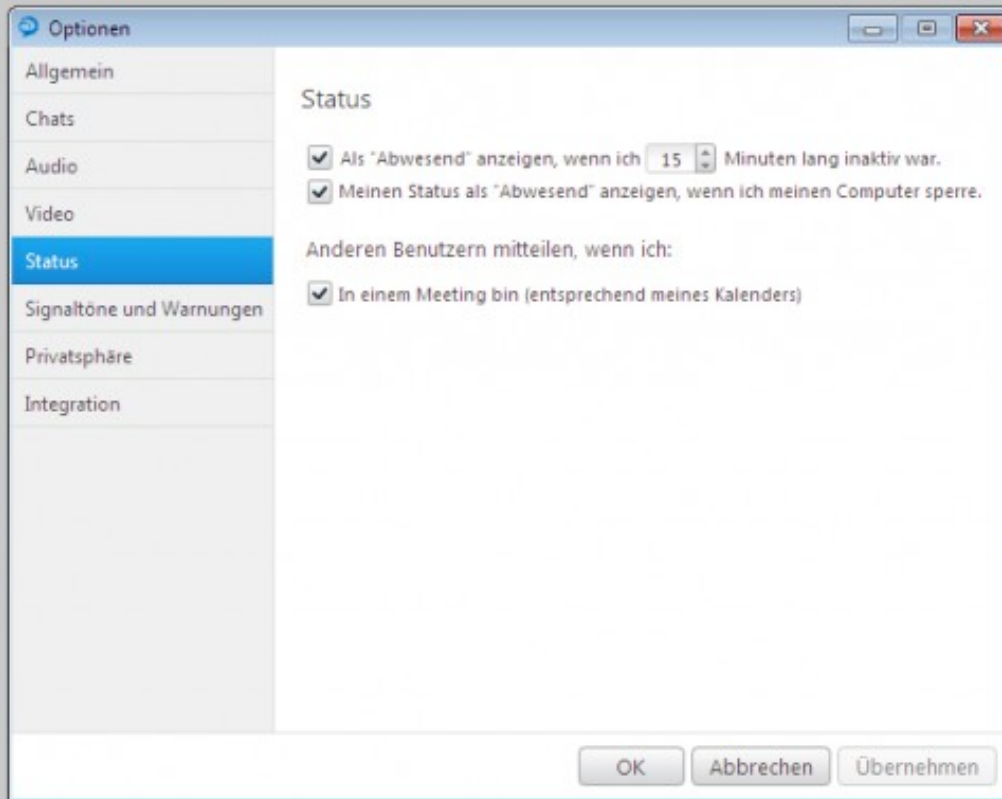 Optionen
Allgemein
Chats
Audio
Video
Status
Signaltöne und Warnungen
Privatsphäre
Integration
Status
Als "Abwesend" anzeigen, wenn ich 15 Minuten lang inaktiv war.
Meinen Status als "Abwesend" anzeigen, wenn ich meinen Computer sperre.
Anderen Benutzern mitteilen, wenn ich:
In einem Meeting bin (entsprechend meines Kalenders)
OK Abbrechen Übernehmen